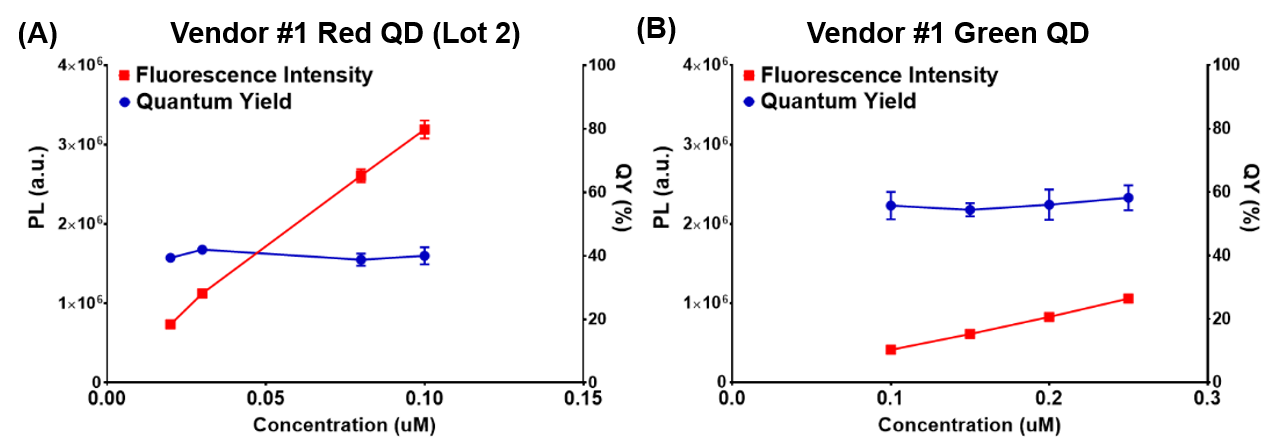 (A)
Vendor #1 Red QD (Lot 2)
Fluorescence Intensity
Quantum Yield
4×10⁶
3×10⁶
2×10⁶
1×10⁶
0
PL (a.u.)
100
80
60
40
20
0
QY (%)
0.00 0.05 0.10 0.15
Concentration (uM)
(B)
Vendor #1 Green QD
Fluorescence Intensity
Quantum Yield
4×10⁶
3×10⁶
2×10⁶
1×10⁶
0
PL (a.u.)
100
80
60
40
20
0
QY (%)
0.0 0.1 0.2 0.3
Concentration (uM)